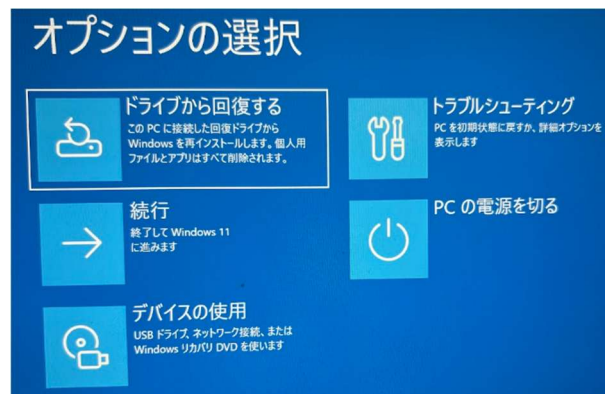 オプションの選択
ドライブから回復する
この PC に接続した回復ドライブから
Windows を再インストールします。個人用
ファイルとアプリはすべて削除されます。
トラブルシューティング
PC を初期状態に戻すか、詳細オプションを
表示します
続行
終了して Windows 11
に進みます
PC の電源を切る
デバイスの使用
USB ドライブ、ネットワーク接続、または
Windows リカバリ DVD を使います